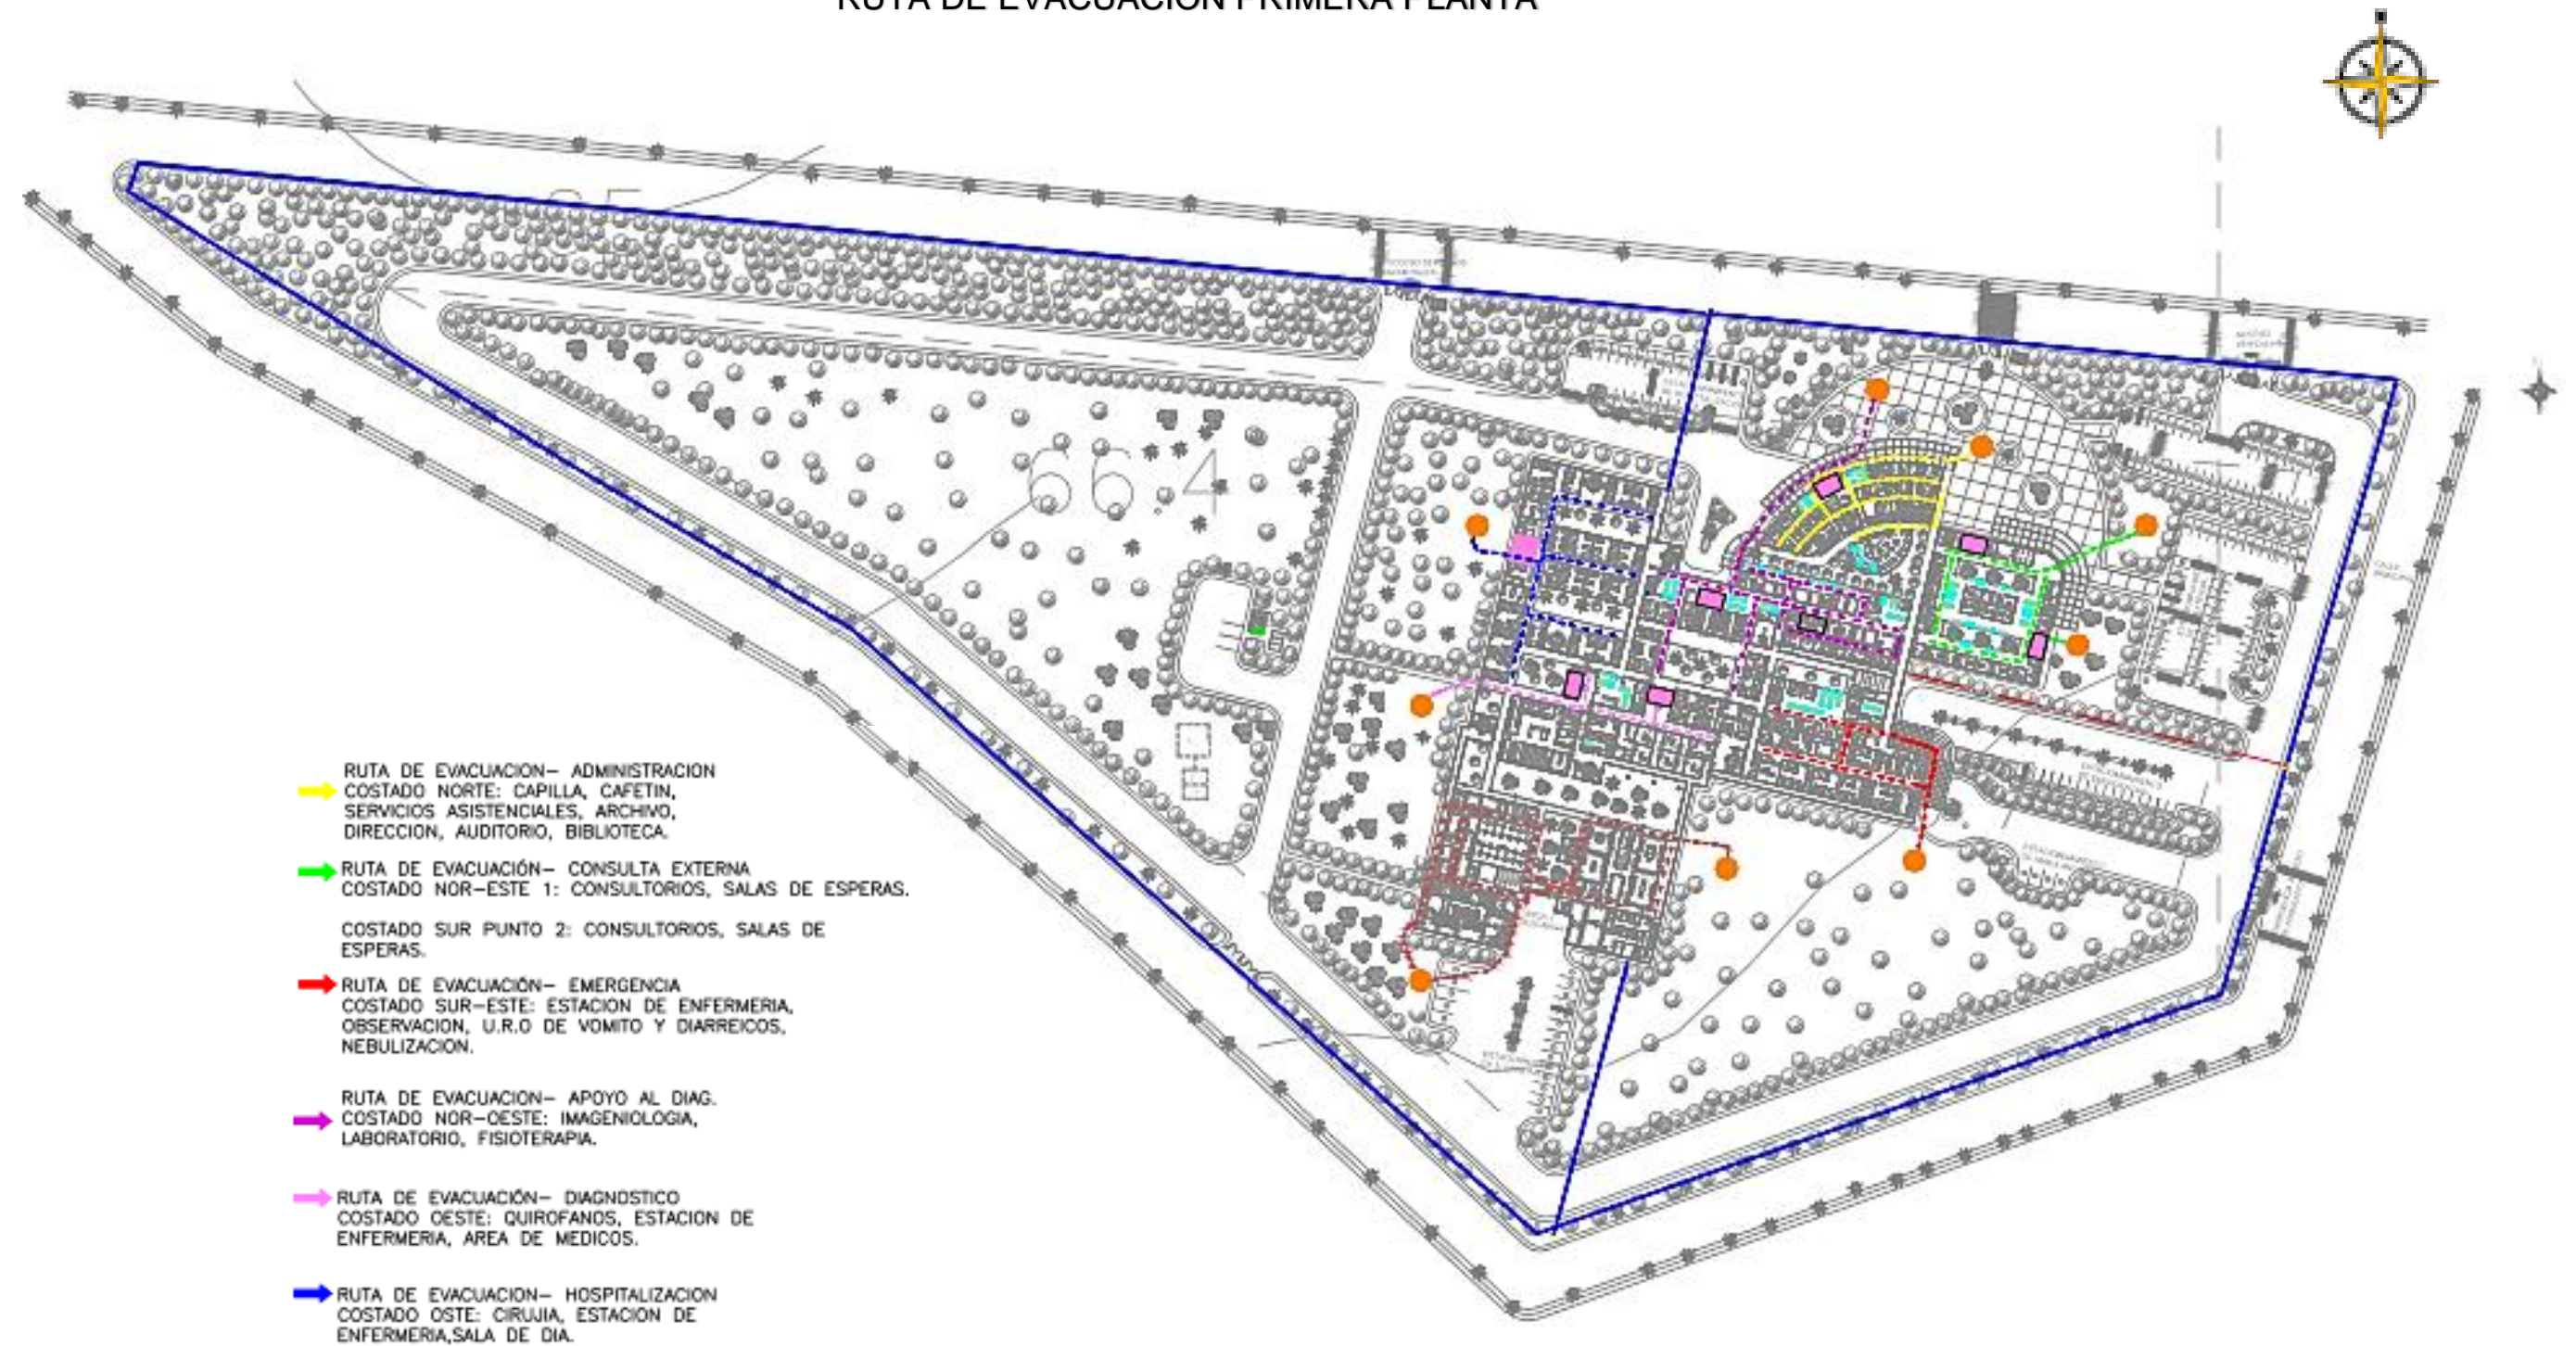 RUTA DE EVACUACION PRIMERA PLANTA
66.4
RUTA DE EVACUACION– ADMINISTRACION
COSTADO NORTE: CAPILLA, CAFETIN,
SERVICIOS ASISTENCIALES, ARCHIVO,
DIRECCION, AUDITORIO, BIBLIOTECA.
RUTA DE EVACUACIÓN– CONSULTA EXTERNA
COSTADO NOR–ESTE 1: CONSULTORIOS, SALAS DE ESPERAS.
COSTADO SUR PUNTO 2: CONSULTORIOS, SALAS DE
ESPERAS.
RUTA DE EVACUACIÓN– EMERGENCIA
COSTADO SUR–ESTE: ESTACION DE ENFERMERIA,
OBSERVACION, U.R.O DE VOMITO Y DIARREICOS,
NEBULIZACION.
RUTA DE EVACUACION– APOYO AL DIAG.
COSTADO NOR–OESTE: IMAGENIOLOGIA,
LABORATORIO, FISIOTERAPIA.
RUTA DE EVACUACIÓN– DIAGNOSTICO
COSTADO OESTE: QUIROFANOS, ESTACION DE
ENFERMERIA, AREA DE MEDICOS.
RUTA DE EVACUACION– HOSPITALIZACION
COSTADO OSTE: CIRUJIA, ESTACION DE
ENFERMERIA,SALA DE DIA.